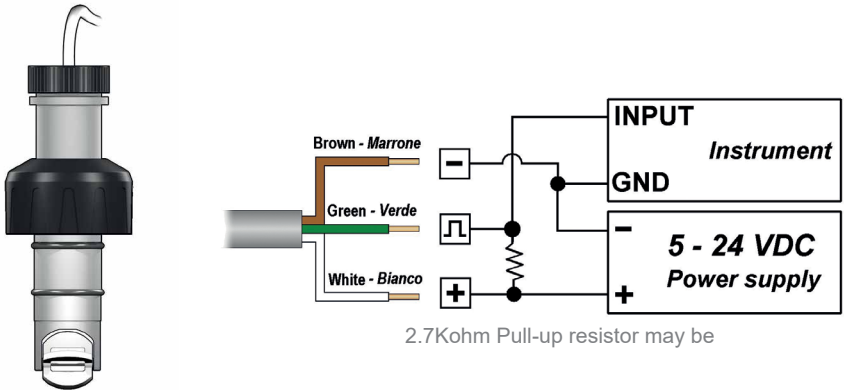 Brown - Marrone
Green - Verde
White - Bianco
-
+
INPUT
Instrument
GND
-
5 - 24 VDC
Power supply
+
2.7Kohm Pull-up resistor may be